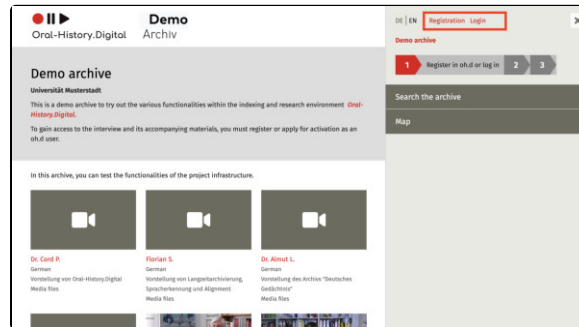 Oral-History.Digital
Demo
Archiv
DE | EN Registration Login
Demo archive
1 Register in oh.d or log in 2 3
Search the archive
Map
Demo archive
Universität Musterstadt
This is a demo archive to try out the various functionalities within the indexing and research environment Oral-
History.Digital.
To gain access to the interview and its accompanying materials, you must register or apply for activation as an
oh.d user.
In this archive, you can test the functionalities of the project infrastructure.
Dr. Cord P.
German
Vorstellung von Oral-History.Digital
Media files
Florian S.
German
Vorstellung von Langzeitarchivierung,
Spracherkennung und Alignment
Media files
Dr. Almut L.
German
Vorstellung des Archivs "Deutsches
Gedächtnis"
Media files